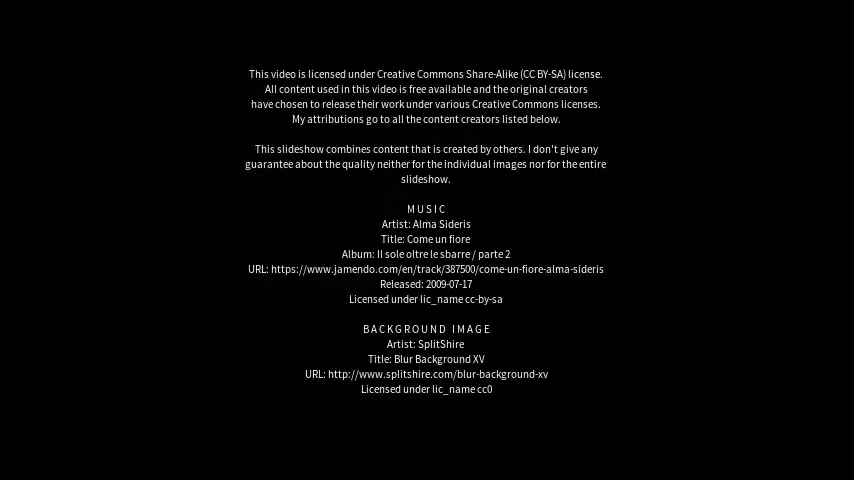 This video is licensed under Creative Commons Share-Alike (CC BY-SA) license.
All content used in this video is free available and the original creators
have chosen to release their work under various Creative Commons licenses.
My attributions go to all the content creators listed below.
This slideshow combines content that is created by others. I don't give any
guarantee about the quality neither for the individual images nor for the entire
slideshow.
MUSIC
Artist: Alma Sideris
Title: Come un fiore
Album: Il sole oltre le sbarre / parte 2
URL: https://www.jamendo.com/en/track/387500/come-un-fiore-alma-sideris
Released: 2009-07-17
Licensed under lic_name cc-by-sa
BACKGROUND IMAGE
Artist: SplitShire
Title: Blur Background XV
URL: http://www.splitshire.com/blur-background-xv
Licensed under lic_name cc0